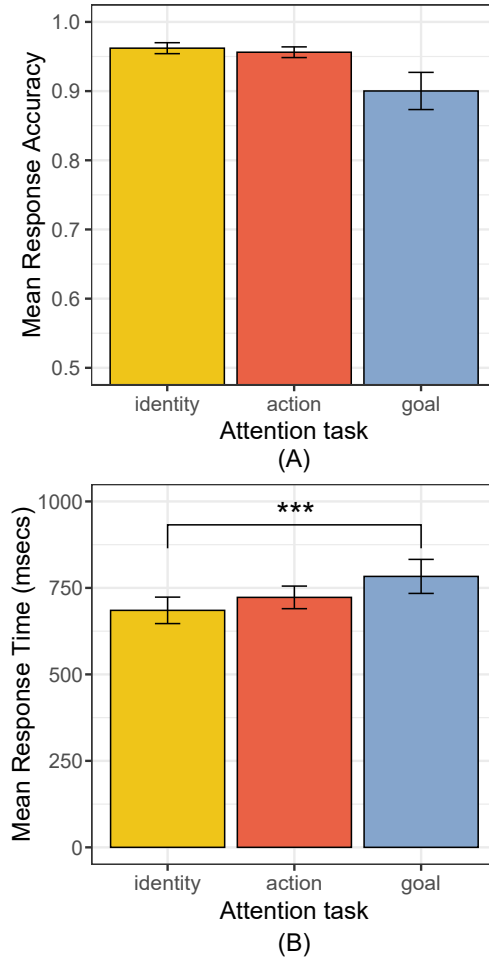 Mean Response Accuracy
1.0
0.9
0.8
0.7
0.6
0.5
identity action goal
Attention task
(A)
Mean Response Time (msecs)
1000
***
750
500
250
0
identity action goal
Attention task
(B)